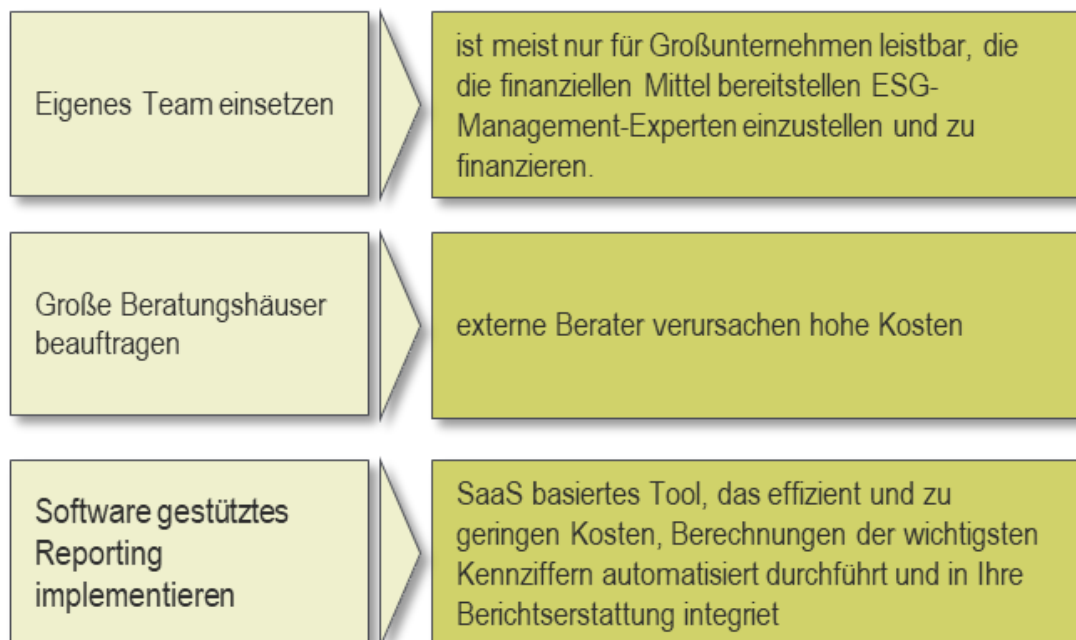 Eigenes Team einsetzen
ist meist nur für Großunternehmen leistbar, die
die finanziellen Mittel bereitstellen ESG-
Management-Experten einzustellen und zu
finanzieren.
Große Beratungshäuser
beauftragen
externe Berater verursachen hohe Kosten
Software gestütztes
Reporting
implementieren
SaaS basiertes Tool, das effizient und zu
geringen Kosten, Berechnungen der wichtigsten
Kennziffern automatisiert durchführt und in Ihre
Berichtserstattung integriet